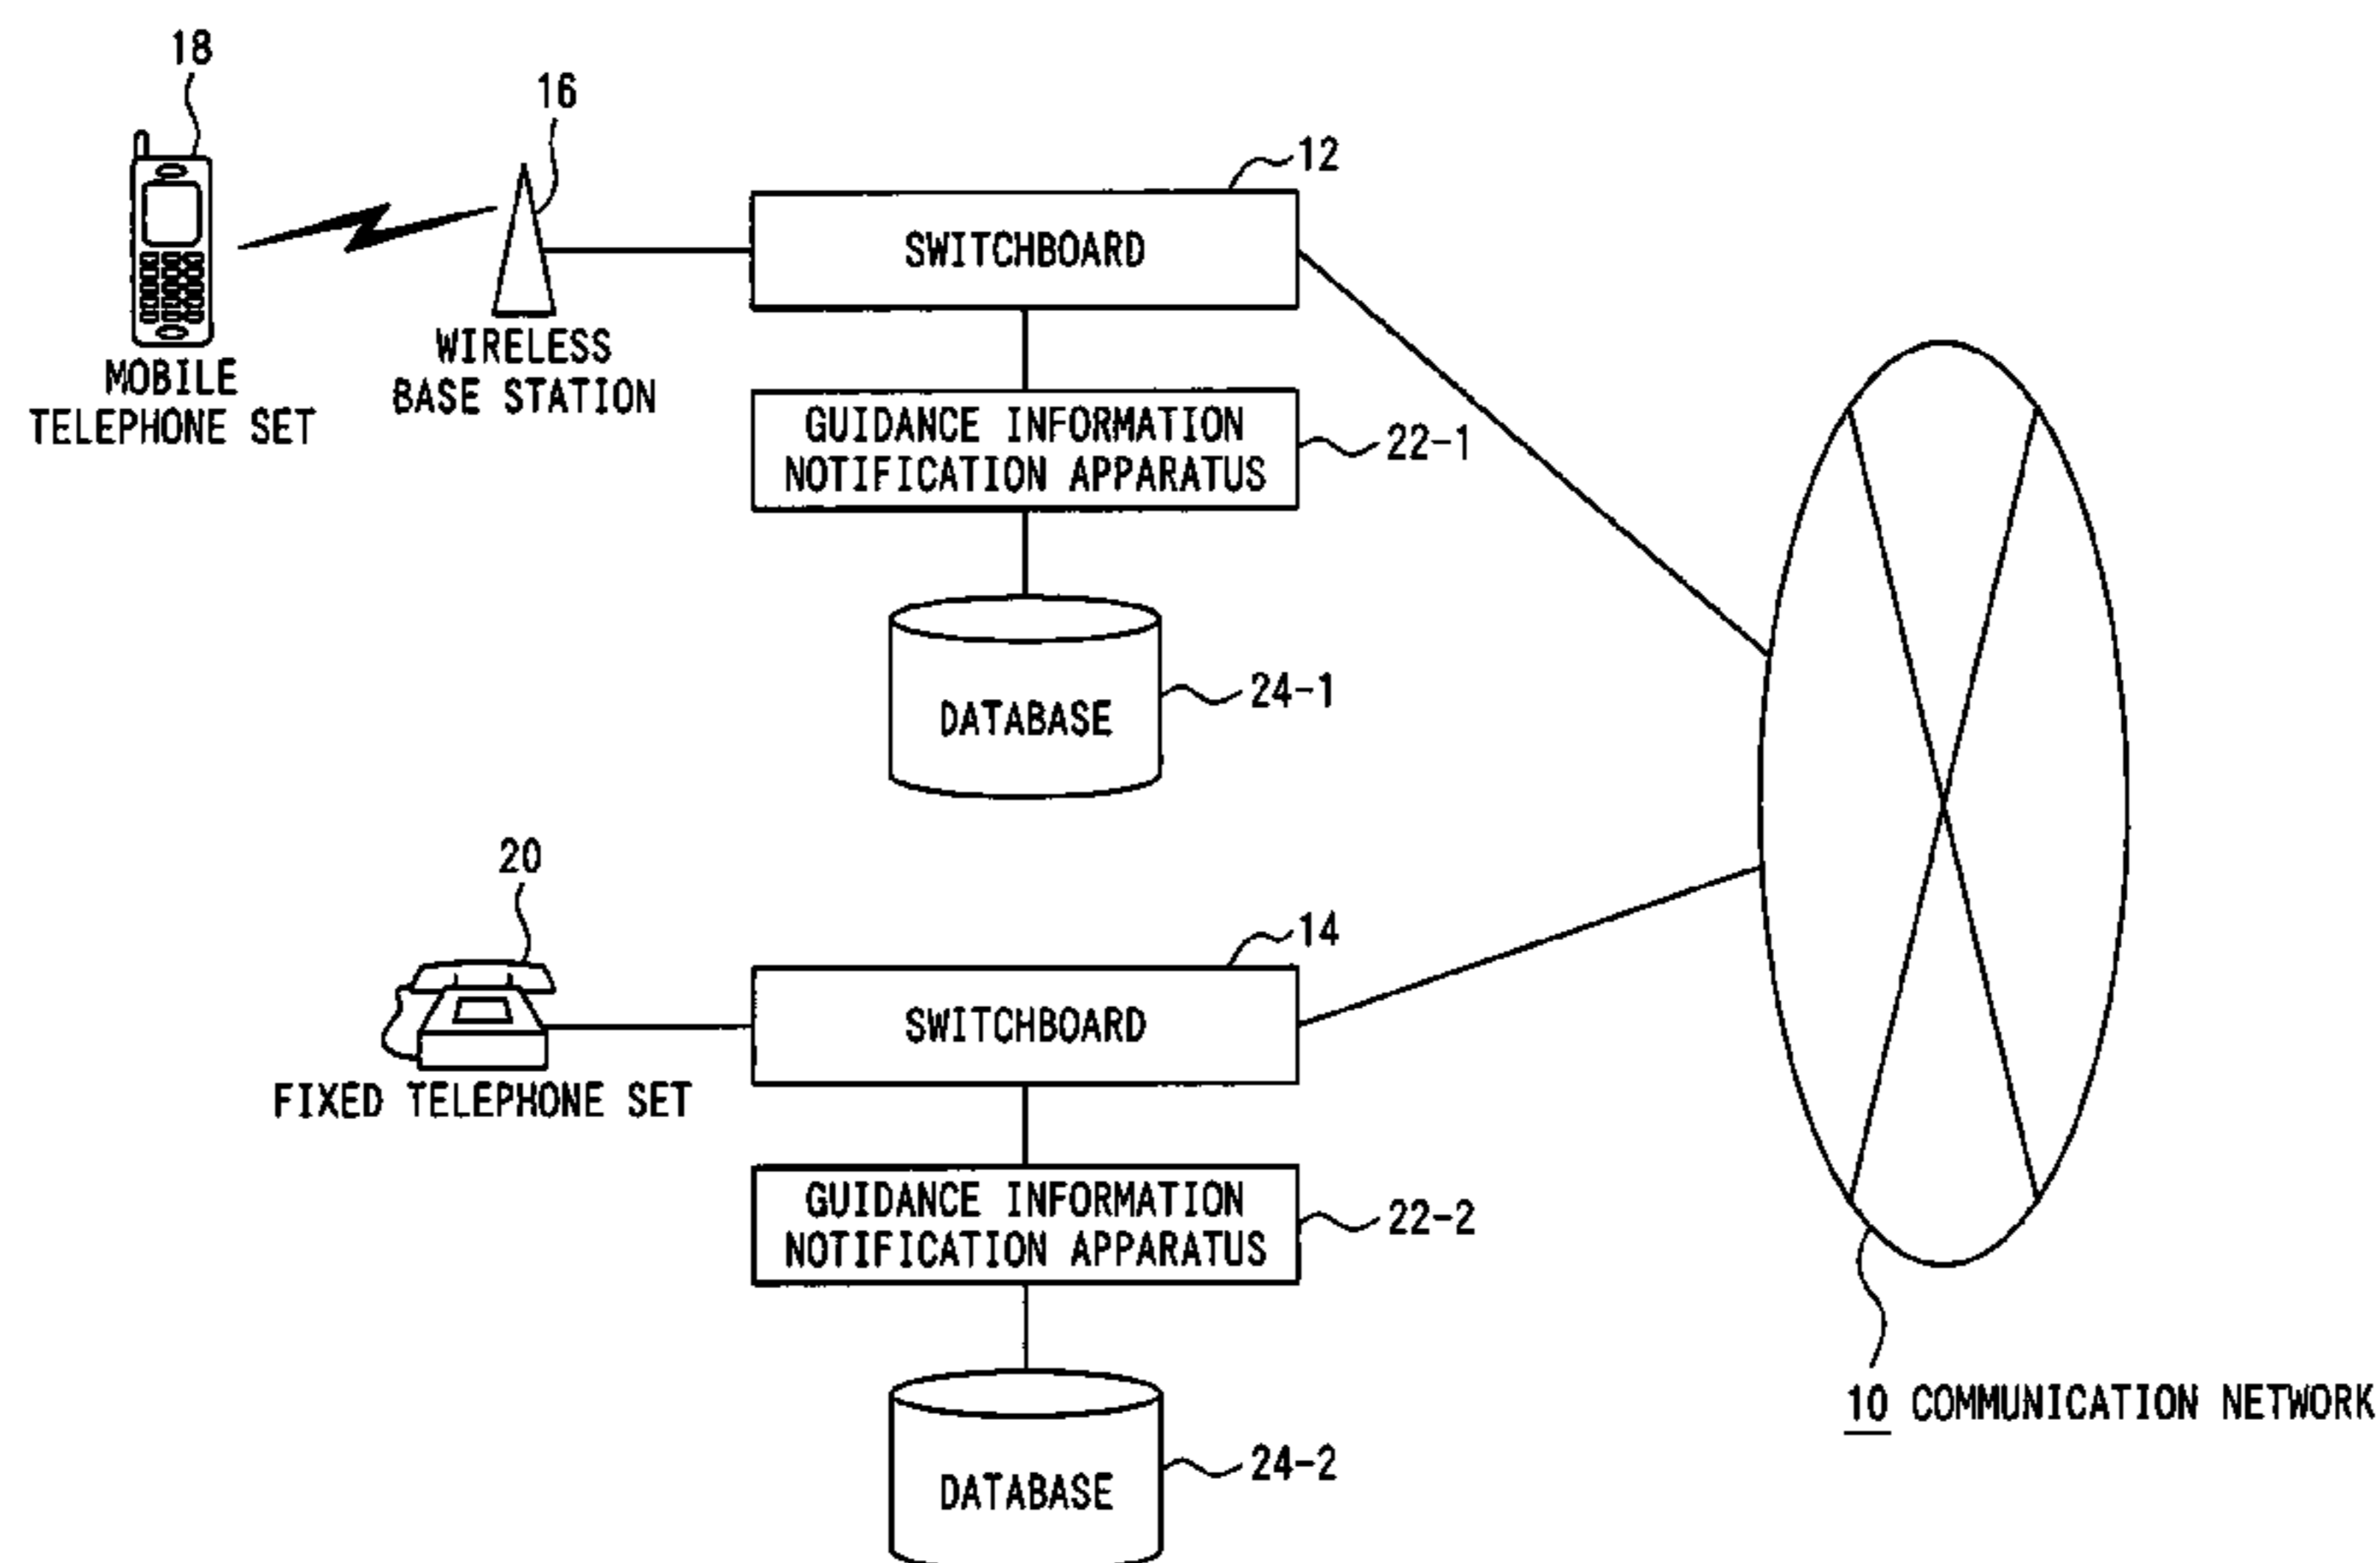 18
16
12
SWITCHBOARD
WIRELESS
BASE STATION
MOBILE
TELEPHONE SET
GUIDANCE INFORMATION
NOTIFICATION APPARATUS
22-1
24-1
DATABASE
20
14
SWITCHBOARD
FIXED TELEPHONE SET
GUIDANCE INFORMATION
NOTIFICATION APPARATUS
22-2
10 COMMUNICATION NETWORK
24-2
DATABASE